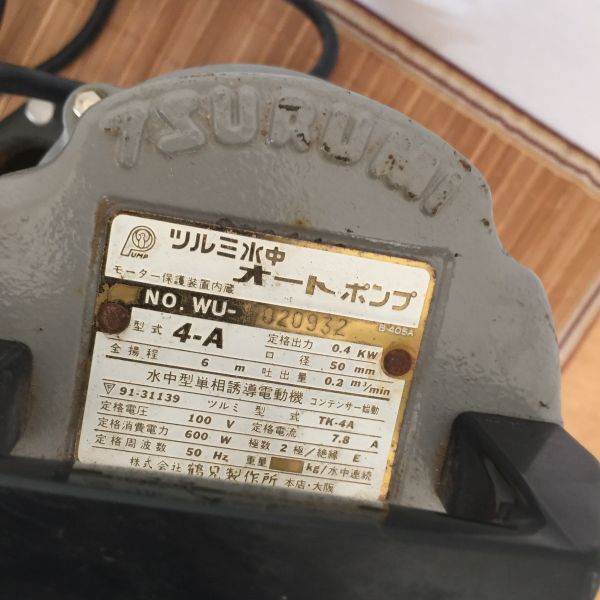 TSURUMI
PUMP
ツルミ水中
オートポンプ
モーター保護装置内蔵
NO. WU-020932
B-405A
型式 4-A 定格出力 0.4 KW
口径 50 mm
全揚程 6 m 吐出量 0.2 m³/min
水中型単相誘導電動機 コンデンサー始動
▽91-31139 ツルミ型式 TK-4A
定格電圧 100 V 定格電流 7.8 A
定格消費電力 600 W 極数 2 極/絶縁 E
定格周波数 50 Hz 重量 kg/水中連続
株式会社 鶴見製作所 本店・大阪